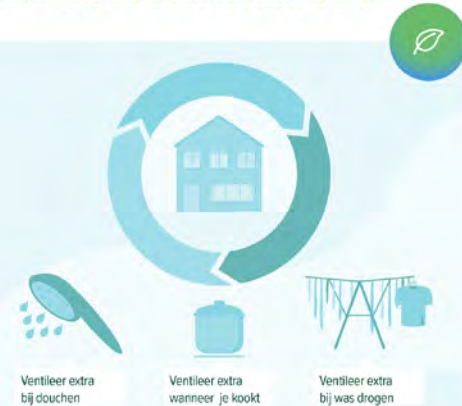 Ventileer extra
bij douchen
Ventileer extra
wanneer je kookt
Ventileer extra
bij was drogen